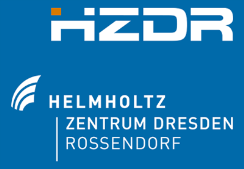 HZDR
HELMHOLTZ
ZENTRUM DRESDEN
ROSSENDORF